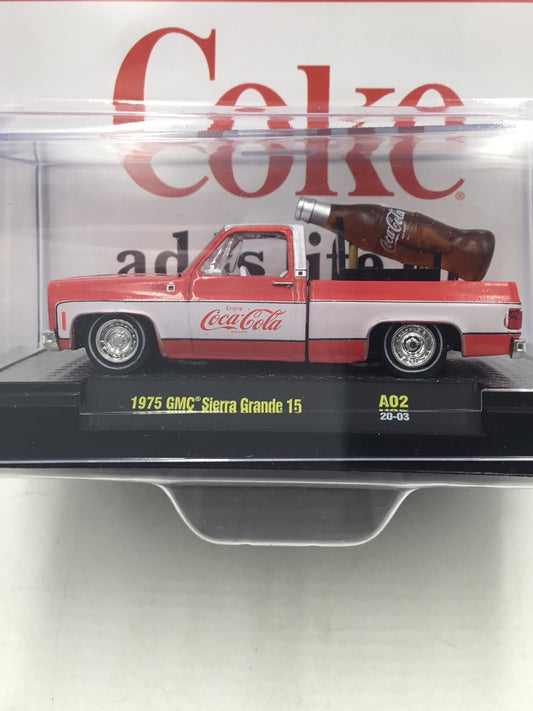 Coke®
adds life
Coca-Cola
Enjoy
Coca-Cola
1975 GMC® Sierra Grande 15
A02
20-03